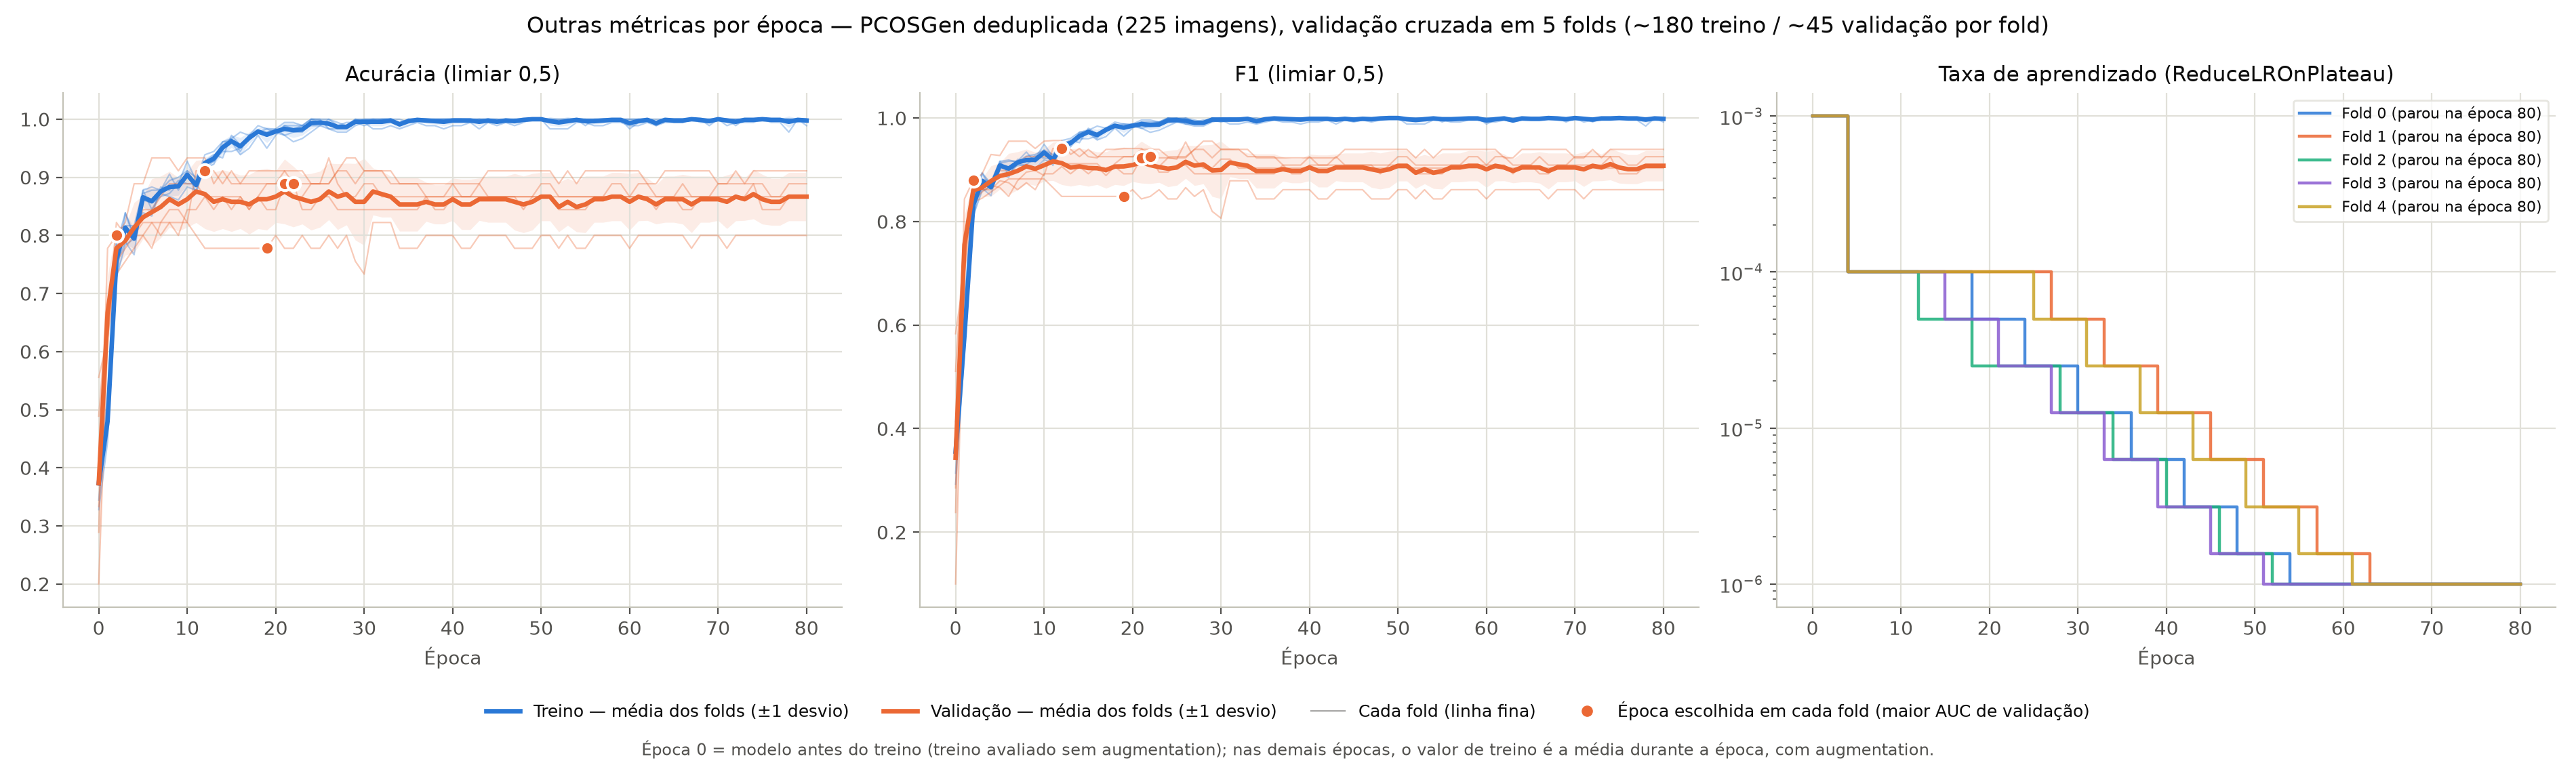 Outras métricas por época — PCOSGen deduplicada (225 imagens), validação cruzada em 5 folds (~180 treino / ~45 validação por fold)
Acurácia (limiar 0,5)
1.0
0.9
0.8
0.7
0.6
0.5
0.4
0.3
0.2
0 10 20 30 40 50 60 70 80
Época
F1 (limiar 0,5)
1.0
0.8
0.6
0.4
0.2
0 10 20 30 40 50 60 70 80
Época
Taxa de aprendizado (ReduceLROnPlateau)
10⁻³
10⁻⁴
10⁻⁵
10⁻⁶
0 10 20 30 40 50 60 70 80
Época
Fold 0 (parou na época 80)
Fold 1 (parou na época 80)
Fold 2 (parou na época 80)
Fold 3 (parou na época 80)
Fold 4 (parou na época 80)
Treino — média dos folds (±1 desvio) Validação — média dos folds (±1 desvio) Cada fold (linha fina) Época escolhida em cada fold (maior AUC de validação)
Época 0 = modelo antes do treino (treino avaliado sem augmentation); nas demais épocas, o valor de treino é a média durante a época, com augmentation.